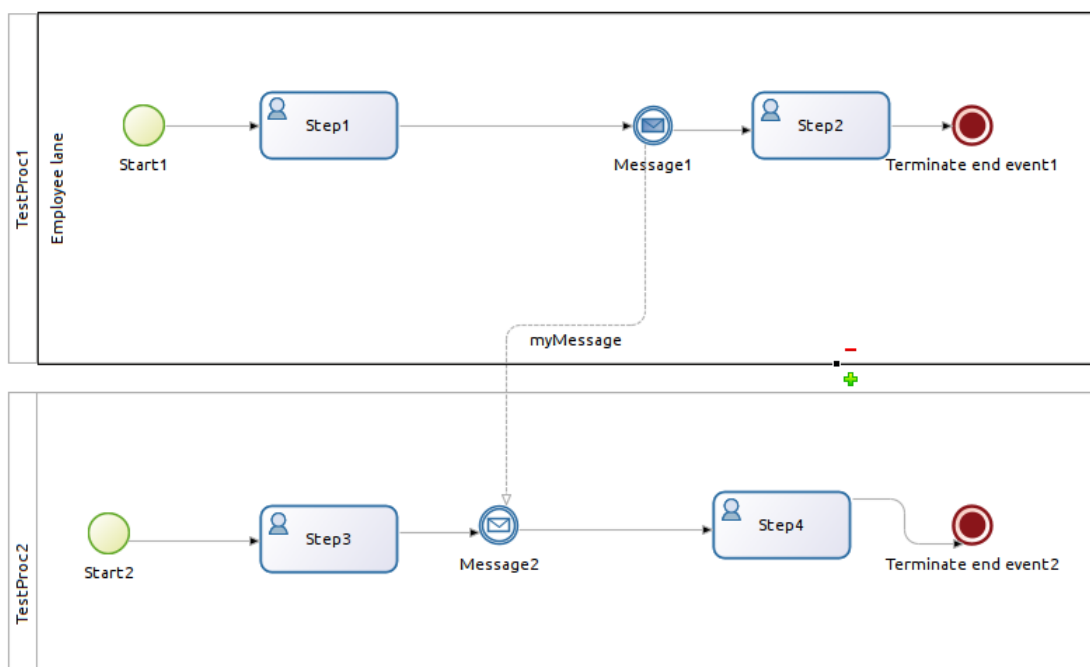 TestProc1
Employee lane
Start1
Step1
Message1
Step2
Terminate end event1
myMessage
TestProc2
Start2
Step3
Message2
Step4
Terminate end event2